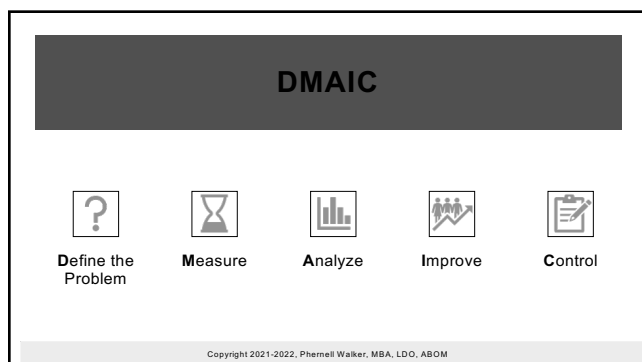 DMAIC
Define the
Problem
Measure
Analyze
Improve
Control
Copyright 2021-2022, Phernell Walker, MBA, LDO, ABOM